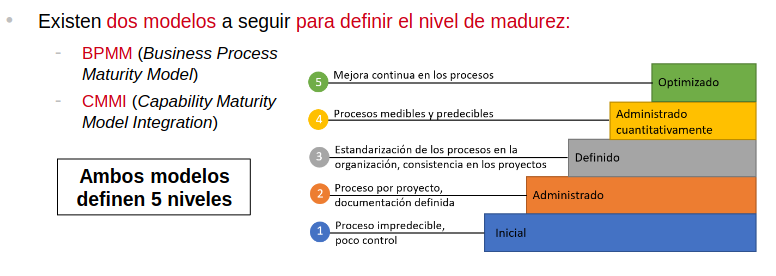 • Existen dos modelos a seguir para definir el nivel de madurez:
- BPMM (Business Process
Maturity Model)
- CMMI (Capability Maturity
Model Integration)
Ambos modelos
definen 5 niveles
5 Mejora continua en los procesos
Optimizado
4 Procesos medibles y predecibles
Administrado
cuantitativamente
3 Estandarización de los procesos en la
organización, consistencia en los proyectos
Definido
2 Proceso por proyecto,
documentación definida
Administrado
1 Proceso impredecible,
poco control
Inicial